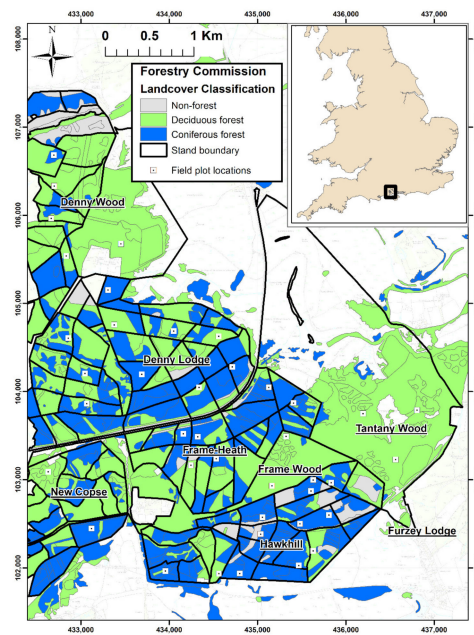 433,000 434,000 435,000 436,000 437,000
108,000
0 0.5 1 Km
Forestry Commission
Landcover Classification
Non-forest
Deciduous forest
Coniferous forest
Stand boundary
Field plot locations
107,000
Denny Wood
106,000
105,000
Denny Lodge
104,000
Tantany Wood
Frame Heath
Frame Wood
103,000
New Copse
Furzey Lodge
Hawkhill
102,000
433,000 434,000 435,000 436,000 437,000